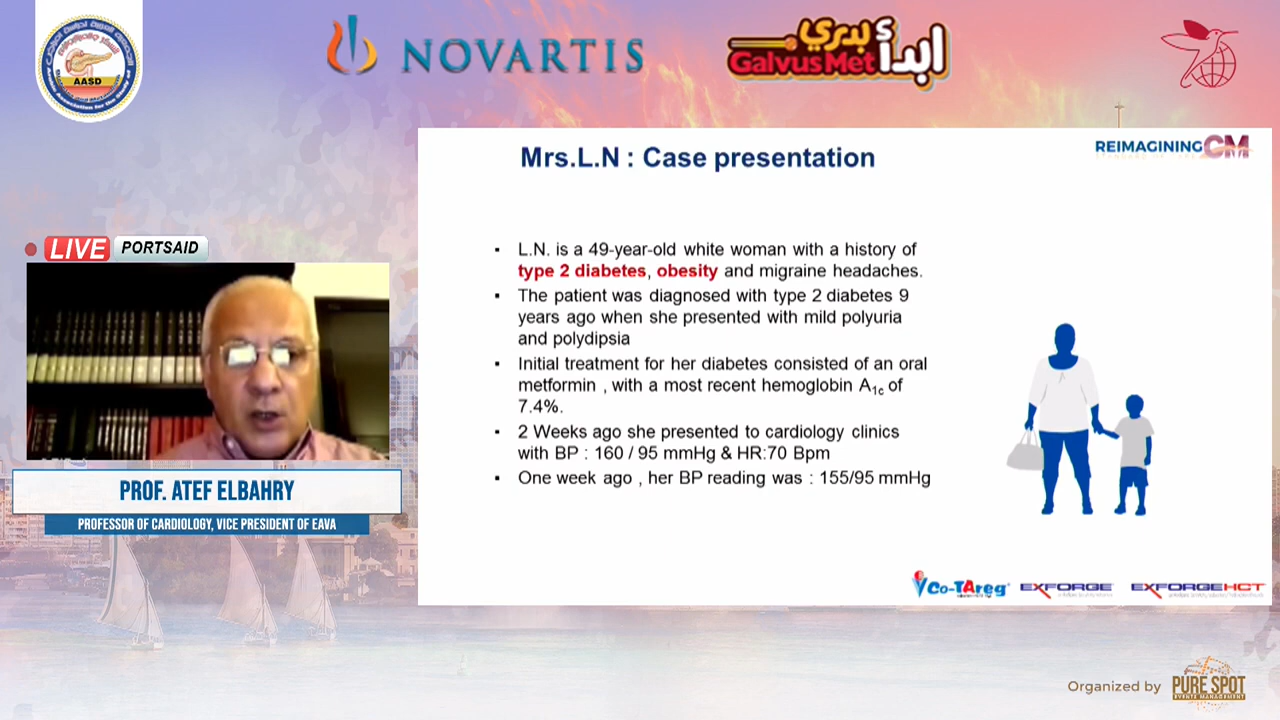 AASD
NOVARTIS
ابدأ بدري
GalvusMet
LIVE
PORTSAID
PROF. ATEF ELBAHRY
PROFESSOR OF CARDIOLOGY, VICE PRESIDENT OF EAVA
REIMAGINING CM
Mrs.L.N : Case presentation
▪ L.N. is a 49-year-old white woman with a history of
type 2 diabetes, obesity and migraine headaches.
▪ The patient was diagnosed with type 2 diabetes 9
years ago when she presented with mild polyuria
and polydipsia
▪ Initial treatment for her diabetes consisted of an oral
metformin , with a most recent hemoglobin A1c of
7.4%.
▪ 2 Weeks ago she presented to cardiology clinics
with BP : 160 / 95 mmHg & HR:70 Bpm
▪ One week ago , her BP reading was : 155/95 mmHg
Co-TAreg
EXFORGE
EXFORGE HCT
Organized by
PURE SPOT
EVENTS MANAGEMENT